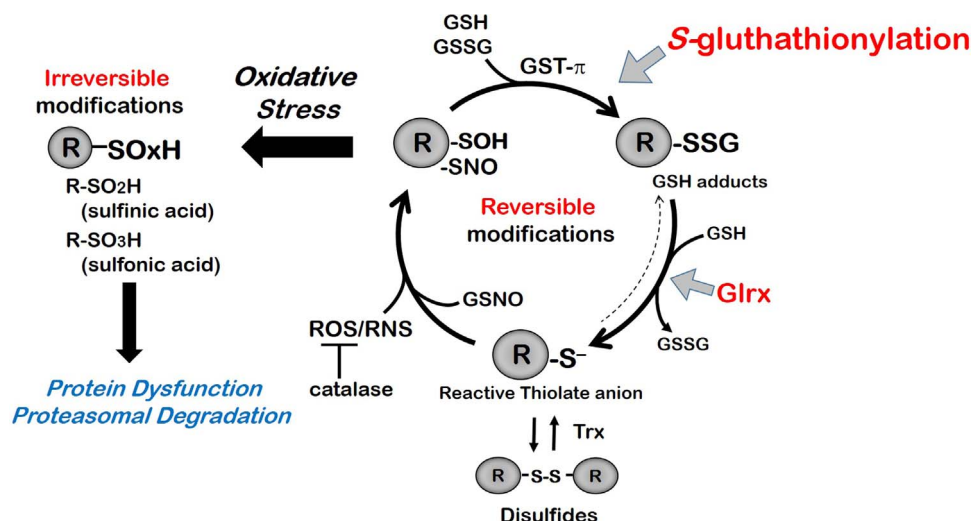 GSH
GSSG
GST-π
S-gluthathionylation
Irreversible
modifications
Oxidative
Stress
R-SOxH
R-SO2H
(sulfinic acid)
R-SO3H
(sulfonic acid)
R-SOH
-SNO
R-SSG
GSH adducts
Reversible
modifications
GSH
Glrx
GSSG
GSNO
ROS/RNS
catalase
R-S–
Reactive Thiolate anion
Trx
R-S-S-R
Disulfides
Protein Dysfunction
Proteasomal Degradation